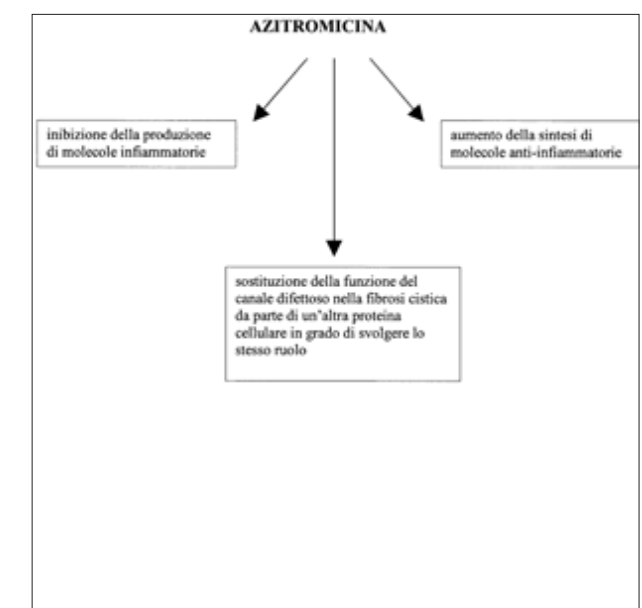 AZITROMICINA
inibizione della produzione
di molecole infiammatorie
aumento della sintesi di
molecole anti-infiammatorie
sostituzione della funzione del
canale difettoso nella fibrosi cistica
da parte di un'altra proteina
cellulare in grado di svolgere lo
stesso ruolo